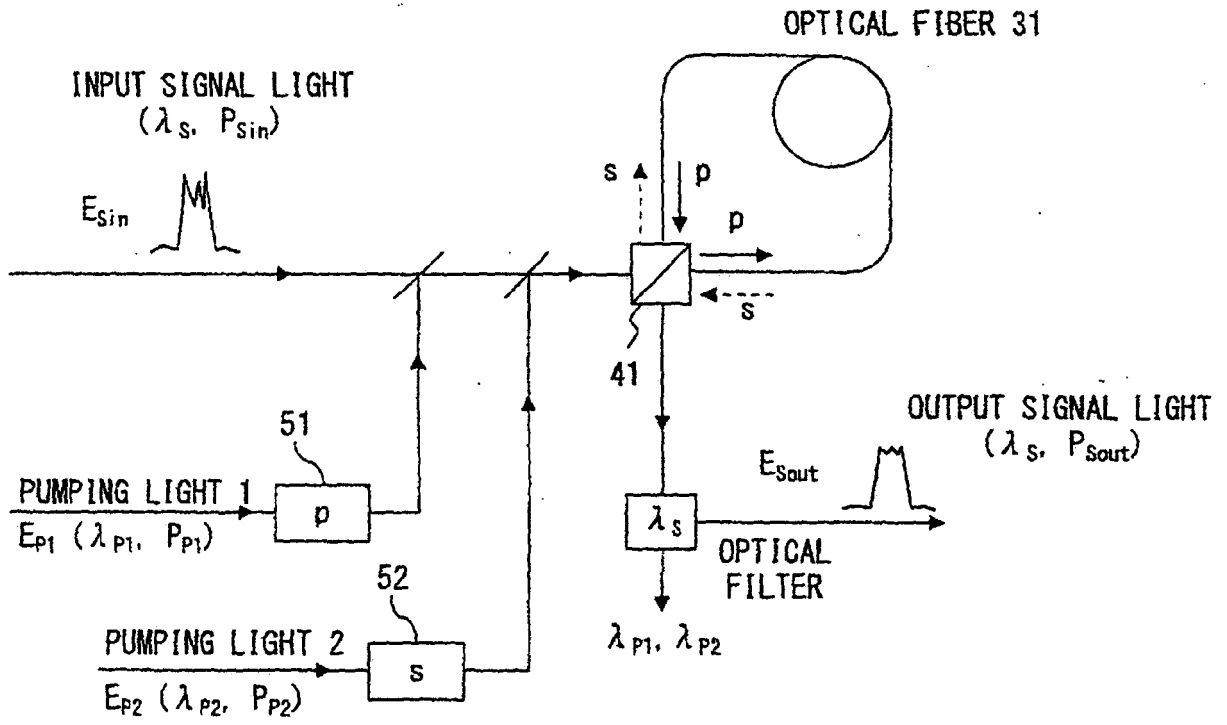 OPTICAL FIBER 31
INPUT SIGNAL LIGHT
(λS, PSin)
ESin
s
p
p
s
41
51
PUMPING LIGHT 1
p
EP1 (λP1, PP1)
52
PUMPING LIGHT 2
s
EP2 (λP2, PP2)
OUTPUT SIGNAL LIGHT
(λS, PSout)
ESout
λS
OPTICAL
FILTER
λP1, λP2